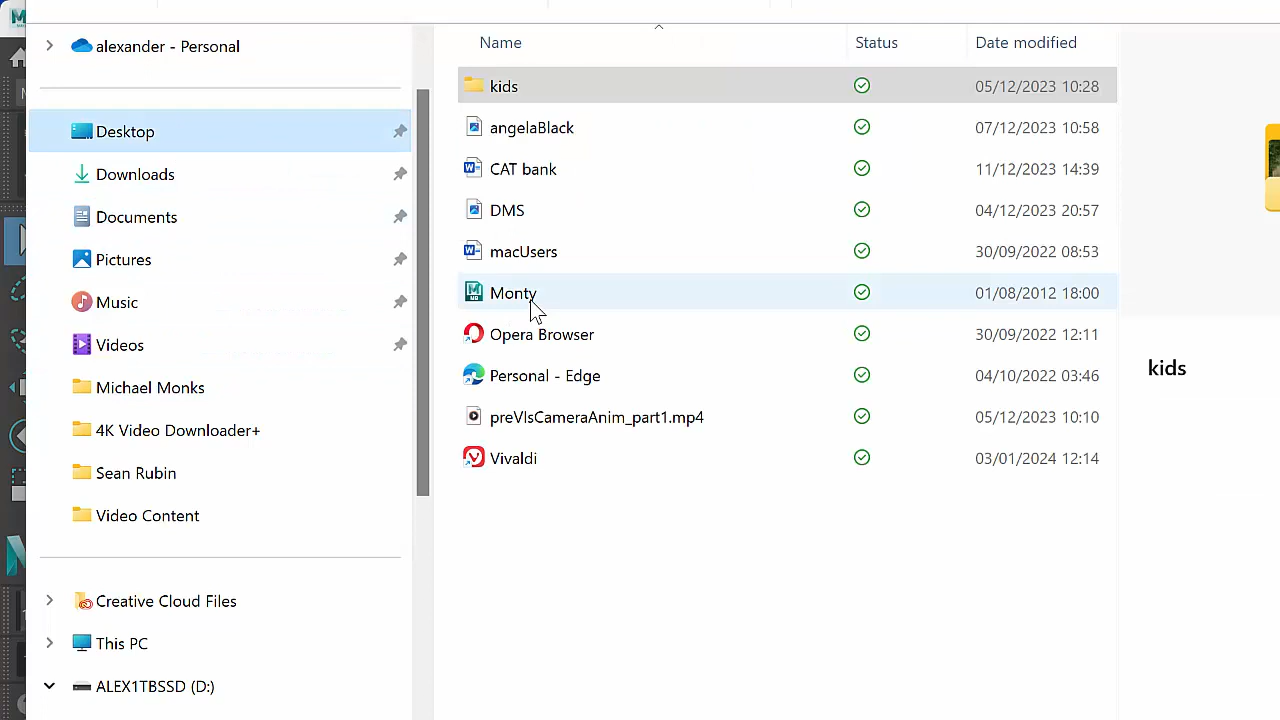 alexander - Personal
Desktop
Downloads
Documents
Pictures
Music
Videos
Michael Monks
4K Video Downloader+
Sean Rubin
Video Content
Creative Cloud Files
This PC
ALEX1TBSSD (D:)
Name Status Date modified
kids 05/12/2023 10:28
angelaBlack 07/12/2023 10:58
CAT bank 11/12/2023 14:39
DMS 04/12/2023 20:57
macUsers 30/09/2022 08:53
Monty 01/08/2012 18:00
Opera Browser 30/09/2022 12:11
Personal - Edge 04/10/2022 03:46
preVIsCameraAnim_part1.mp4 05/12/2023 10:10
Vivaldi 03/01/2024 12:14
kids